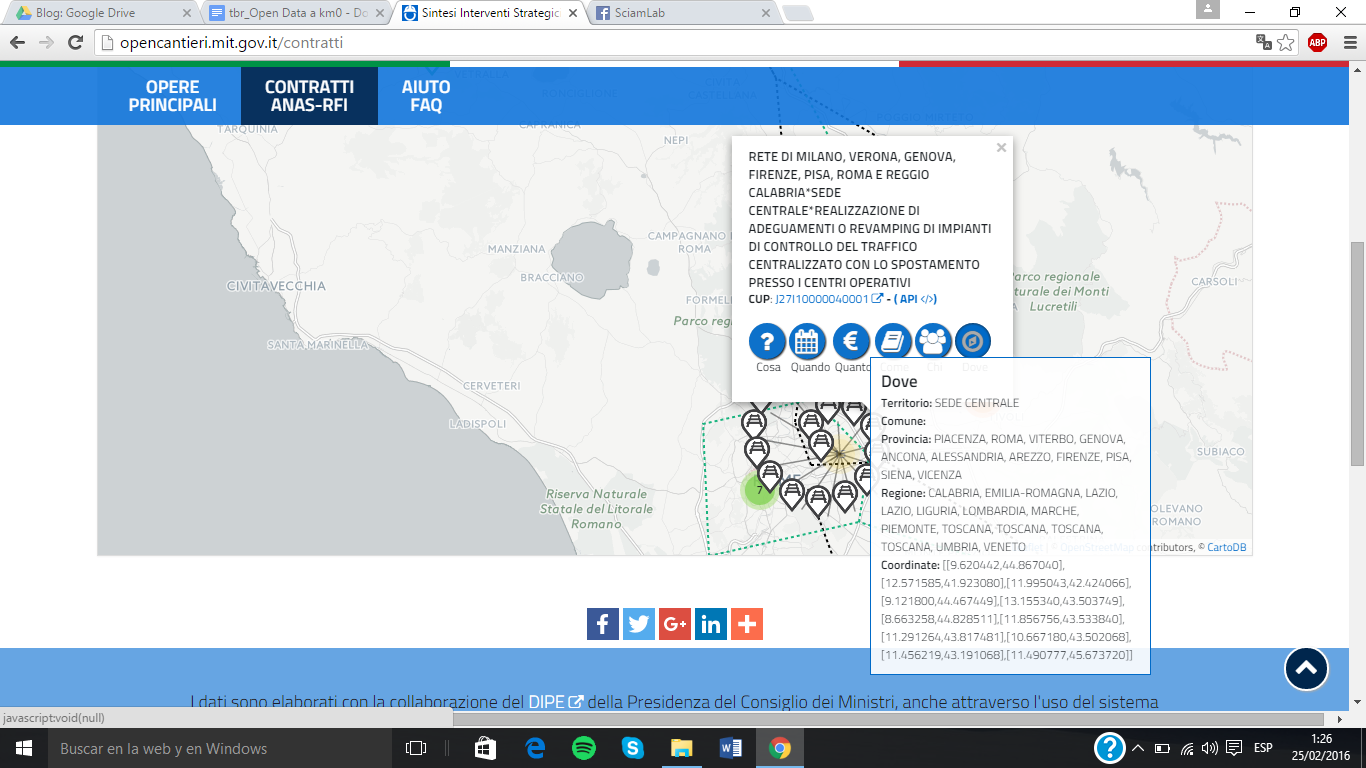 Blog: Google Drive
tbr_Open Data a km0 - Do
Sintesi Interventi Strategici
SciamLab
opencantieri.mit.gov.it/contratti
ABP
OPERE
PRINCIPALI
CONTRATTI
ANAS-RFI
AIUTO
FAQ
TARQUINIA
CAPRANICA
NEPI
MANZIANA
BRACCIANO
CAMPAGNANO
ROMA
CIVITAVECCHIA
FORMELL
Parco reg
SANTA MARINELLA
CERVETERI
LADISPOLI
Riserva Naturale
Statale del Litorale
Romano
7
CARSOLI
Parco regionale
turale dei Monti
Lucretili
SUBIACO
OLEVANO
ROMANO
RETE DI MILANO, VERONA, GENOVA,
FIRENZE, PISA, ROMA E REGGIO
CALABRIA*SEDE
CENTRALE*REALIZZAZIONE DI
ADEGUAMENTI O REVAMPING DI IMPIANTI
DI CONTROLLO DEL TRAFFICO
CENTRALIZZATO CON LO SPOSTAMENTO
PRESSO I CENTRI OPERATIVI
CUP: J27I10000040001 - ( API </>)
Cosa Quando Quanto Come Chi Dove
Dove
Territorio: SEDE CENTRALE
Comune:
Provincia: PIACENZA, ROMA, VITERBO, GENOVA,
ANCONA, ALESSANDRIA, AREZZO, FIRENZE, PISA,
SIENA, VICENZA
Regione: CALABRIA, EMILIA-ROMAGNA, LAZIO,
LAZIO, LIGURIA, LOMBARDIA, MARCHE,
PIEMONTE, TOSCANA, TOSCANA, TOSCANA,
TOSCANA, UMBRIA, VENETO
Coordinate: [[9.620442,44.867040],
[12.571585,41.923080],[11.995043,42.424066],
[9.121800,44.467449],[13.155340,43.503749],
[8.663258,44.828511],[11.856756,43.533840],
[11.291264,43.817481],[10.667180,43.502068],
[11.456219,43.191068],[11.490777,45.673720]]
© OpenStreetMap contributors, © CartoDB
I dati sono elaborati con la collaborazione del DIPE della Presidenza del Consiglio dei Ministri, anche attraverso l'uso del sistema
javascript:void(null)
Buscar en la web y en Windows
ESP
1:26
25/02/2016